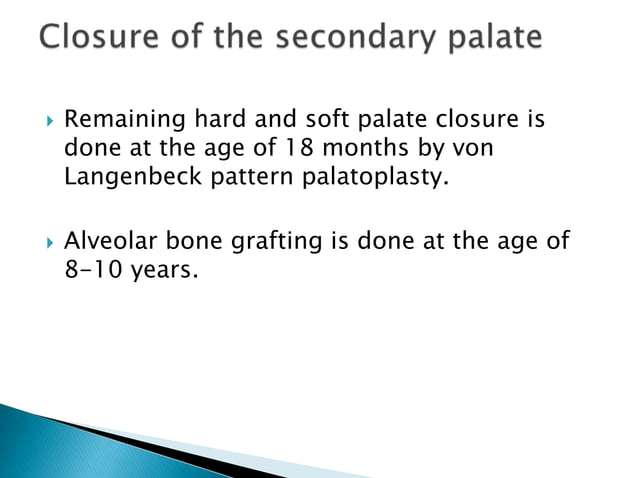 Closure of the secondary palate
Remaining hard and soft palate closure is
done at the age of 18 months by von
Langenbeck pattern palatoplasty.
Alveolar bone grafting is done at the age of
8-10 years.